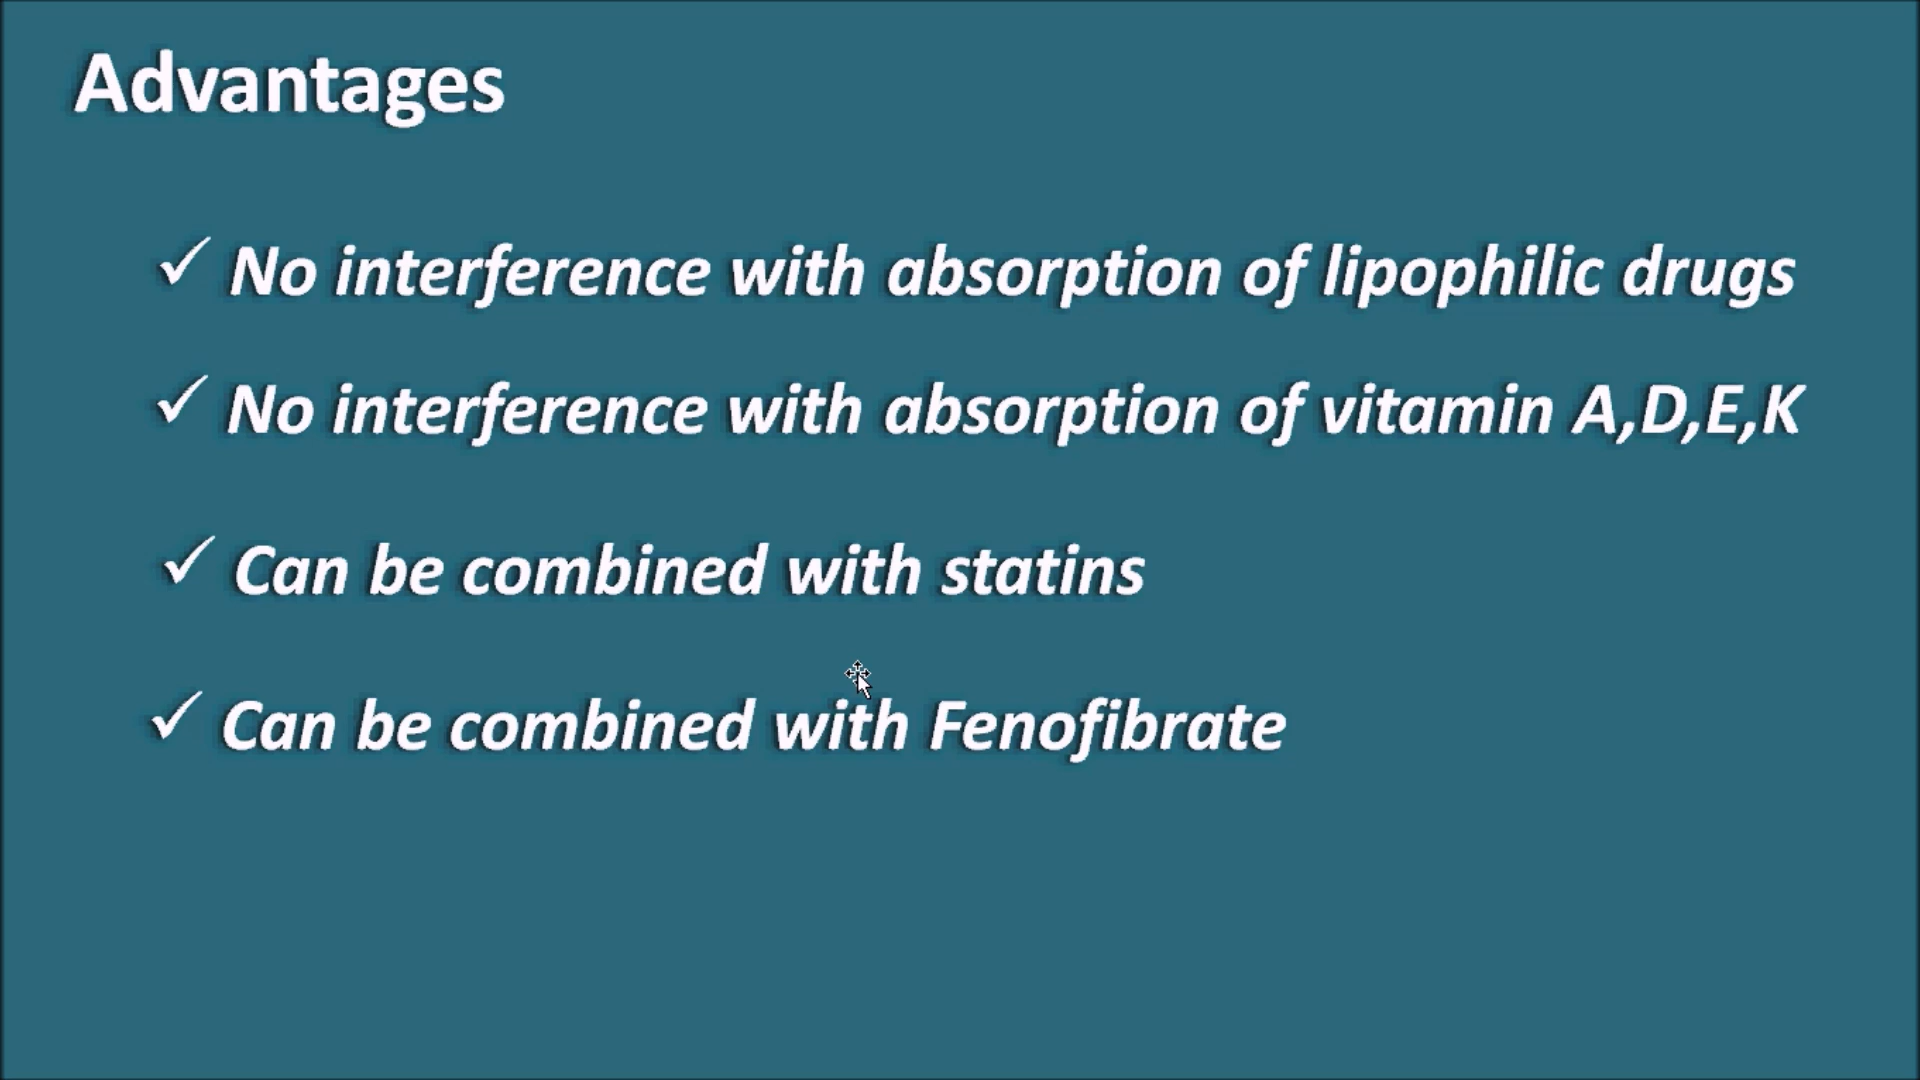 Advantages
✓ No interference with absorption of lipophilic drugs
✓ No interference with absorption of vitamin A,D,E,K
✓ Can be combined with statins
✓ Can be combined with Fenofibrate